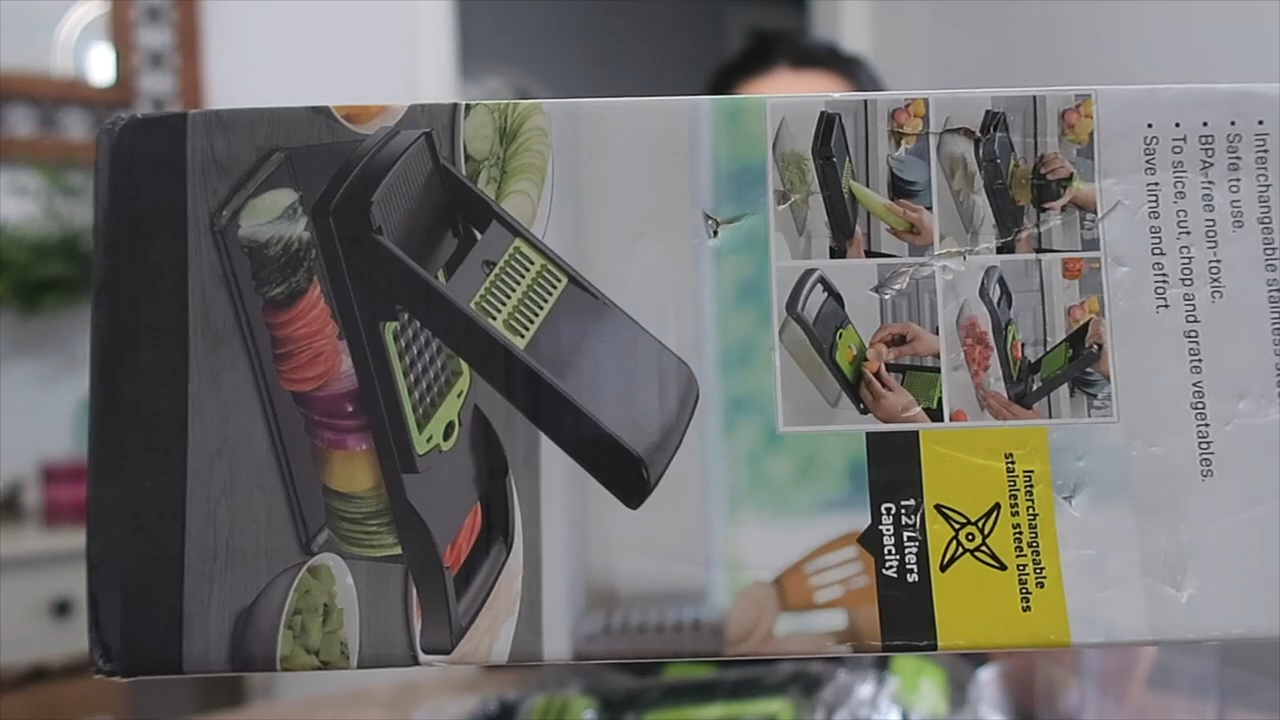 • Interchangeable stainless
• Safe to use.
• BPA-free non-toxic.
• To slice, cut, chop and grate vegetables.
• Save time and effort.
Interchangeable
stainless steel blades
1.2 Liters
Capacity